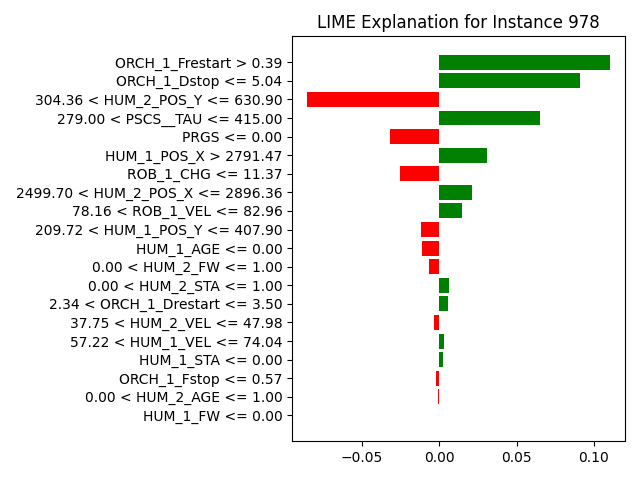 LIME Explanation for Instance 978
ORCH_1_Frestart > 0.39
ORCH_1_Dstop <= 5.04
304.36 < HUM_2_POS_Y <= 630.90
279.00 < PSCS__TAU <= 415.00
PRGS <= 0.00
HUM_1_POS_X > 2791.47
ROB_1_CHG <= 11.37
2499.70 < HUM_2_POS_X <= 2896.36
78.16 < ROB_1_VEL <= 82.96
209.72 < HUM_1_POS_Y <= 407.90
HUM_1_AGE <= 0.00
0.00 < HUM_2_FW <= 1.00
0.00 < HUM_2_STA <= 1.00
2.34 < ORCH_1_Drestart <= 3.50
37.75 < HUM_2_VEL <= 47.98
57.22 < HUM_1_VEL <= 74.04
HUM_1_STA <= 0.00
ORCH_1_Fstop <= 0.57
0.00 < HUM_2_AGE <= 1.00
HUM_1_FW <= 0.00
−0.05 0.00 0.05 0.10